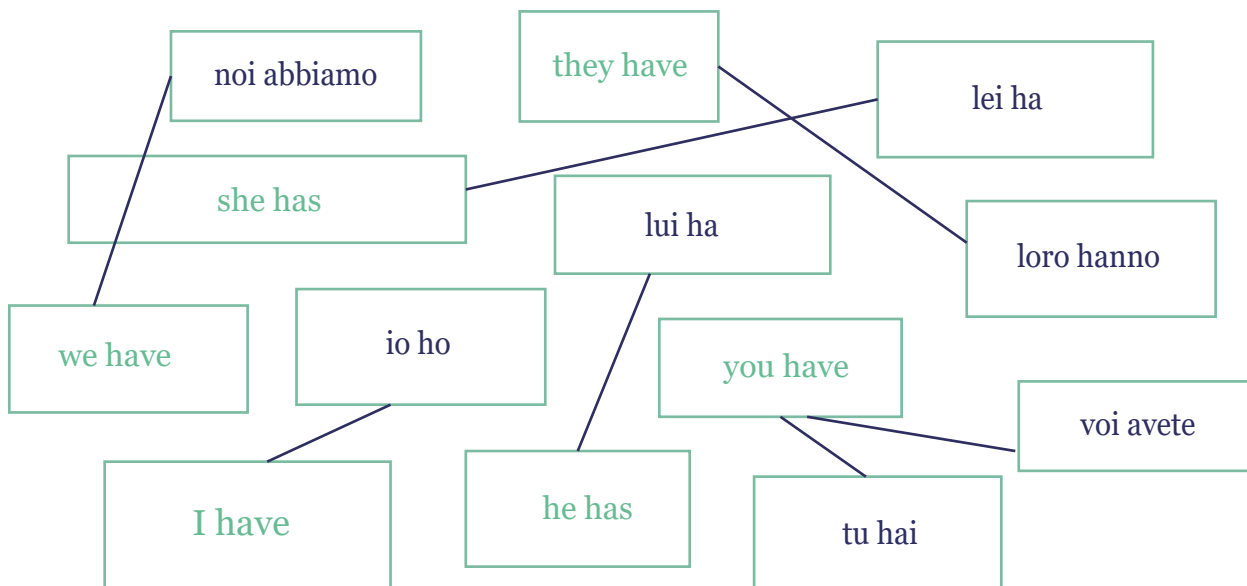 noi abbiamo
they have
lei ha
she has
lui ha
loro hanno
we have
io ho
you have
voi avete
I have
he has
tu hai